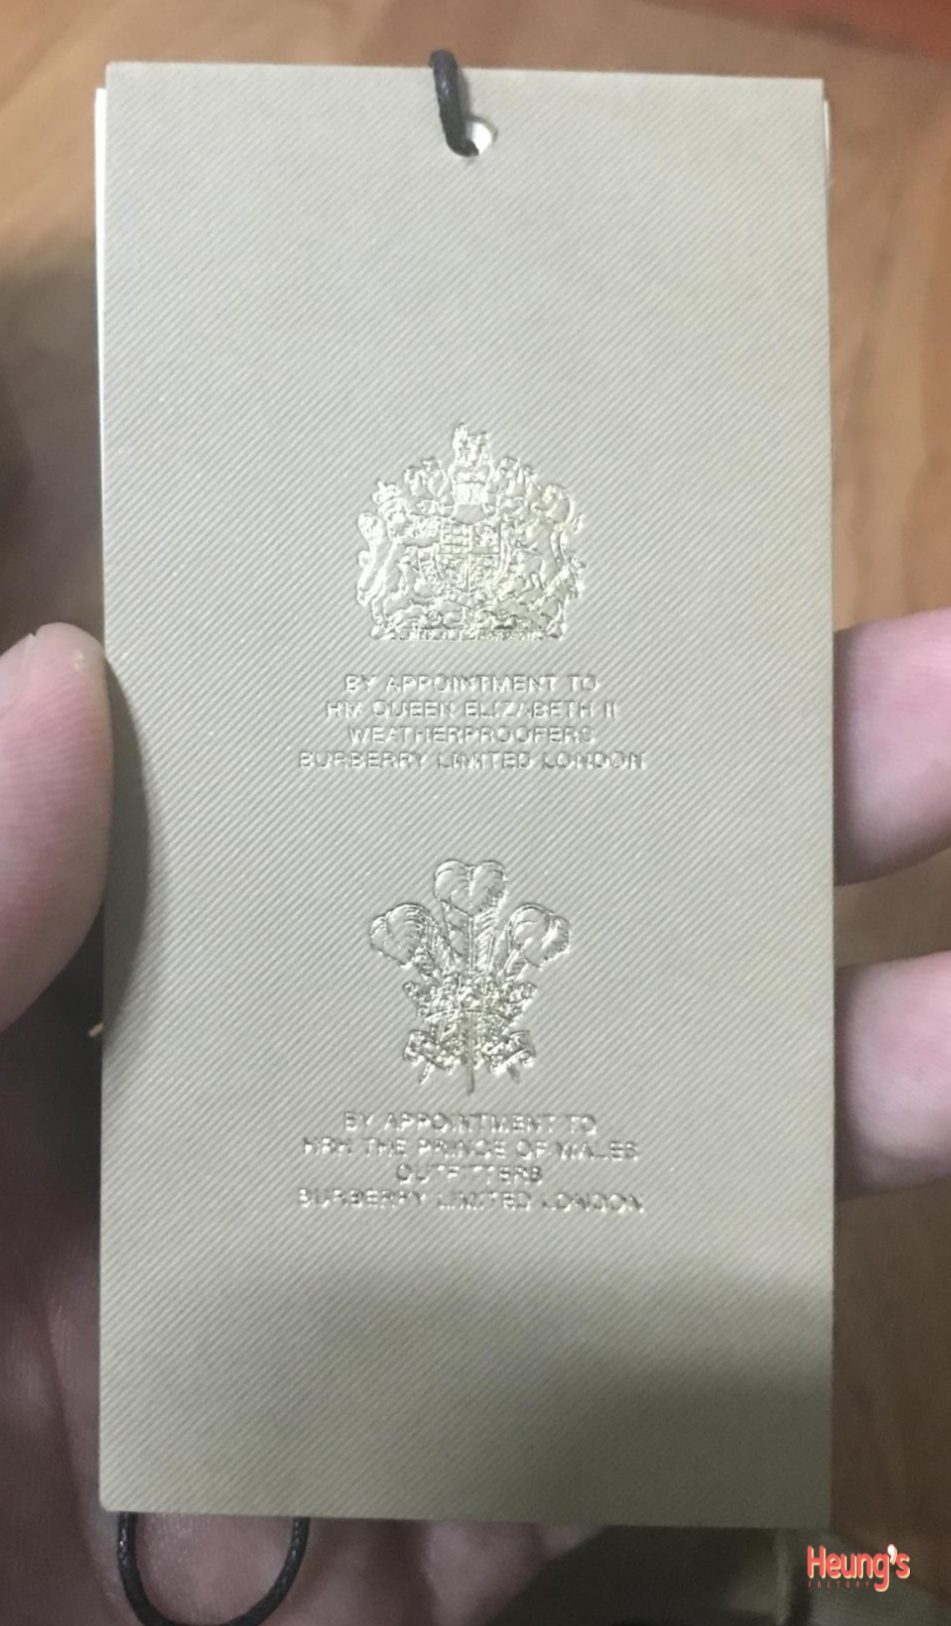 BY APPOINTMENT TO
HM QUEEN ELIZABETH II
WEATHERPROOFERS
BURBERRY LIMITED LONDON
BY APPOINTMENT TO
HRH THE PRINCE OF WALES
OUTFITTERS
BURBERRY LIMITED LONDON
Heung's
FACTORY